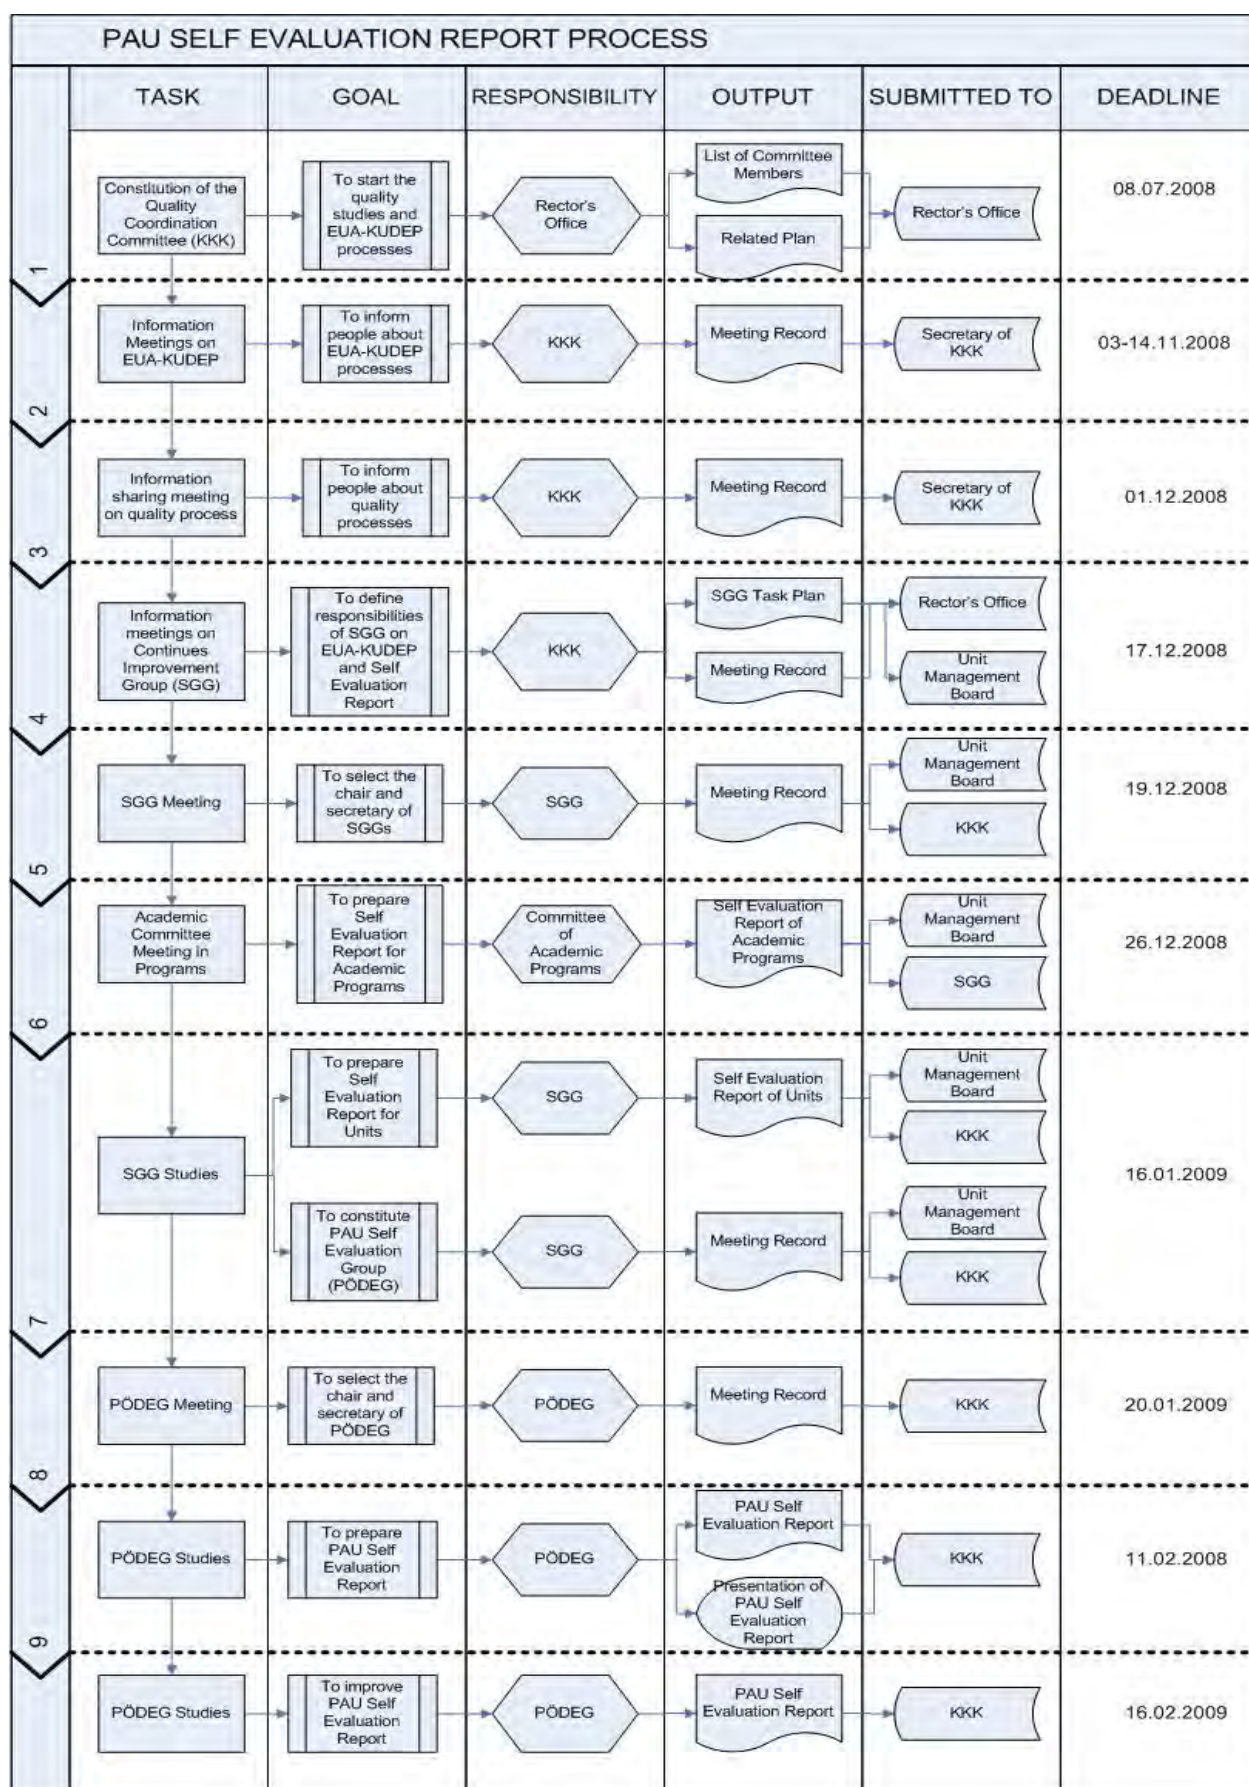 PAU SELF EVALUATION REPORT PROCESS
TASK
GOAL
RESPONSIBILITY
OUTPUT
SUBMITTED TO
DEADLINE
1
Constitution of the
Quality
Coordination
Committee (KKK)
To start the
quality
studies and
EUA-KUDEP
processes
Rector's
Office
List of Committee
Members
Related Plan
Rector's Office
08.07.2008
2
Information
Meetings on
EUA-KUDEP
To inform
people about
EUA-KUDEP
processes
KKK
Meeting Record
Secretary of
KKK
03-14.11.2008
3
Information
sharing meeting
on quality process
To inform
people about
quality
processes
KKK
Meeting Record
Secretary of
KKK
01.12.2008
4
Information
meetings on
Continues
Improvement
Group (SGG)
To define
responsibilities
of SGG on
EUA-KUDEP
and Self
Evaluation
Report
KKK
SGG Task Plan
Meeting Record
Rector's Office
Unit
Management
Board
17.12.2008
5
SGG Meeting
To select the
chair and
secretary of
SGGs
SGG
Meeting Record
Unit
Management
Board
KKK
19.12.2008
6
Academic
Committee
Meeting in
Programs
To prepare
Self
Evaluation
Report for
Academic
Programs
Committee
of
Academic
Programs
Self Evaluation
Report of
Academic
Programs
Unit
Management
Board
SGG
26.12.2008
7
SGG Studies
To prepare
Self
Evaluation
Report for
Units
SGG
Self Evaluation
Report of Units
Unit
Management
Board
KKK
To constitute
PAU Self
Evaluation
Group
(PÖDEG)
SGG
Meeting Record
Unit
Management
Board
KKK
16.01.2009
8
PÖDEG Meeting
To select the
chair and
secretary of
PÖDEG
PÖDEG
Meeting Record
KKK
20.01.2009
9
PÖDEG Studies
To prepare
PAU Self
Evaluation
Report
PÖDEG
PAU Self
Evaluation Report
Presentation of
PAU Self
Evaluation
Report
KKK
11.02.2008
PÖDEG Studies
To improve
PAU Self
Evaluation
Report
PÖDEG
PAU Self
Evaluation Report
KKK
16.02.2009